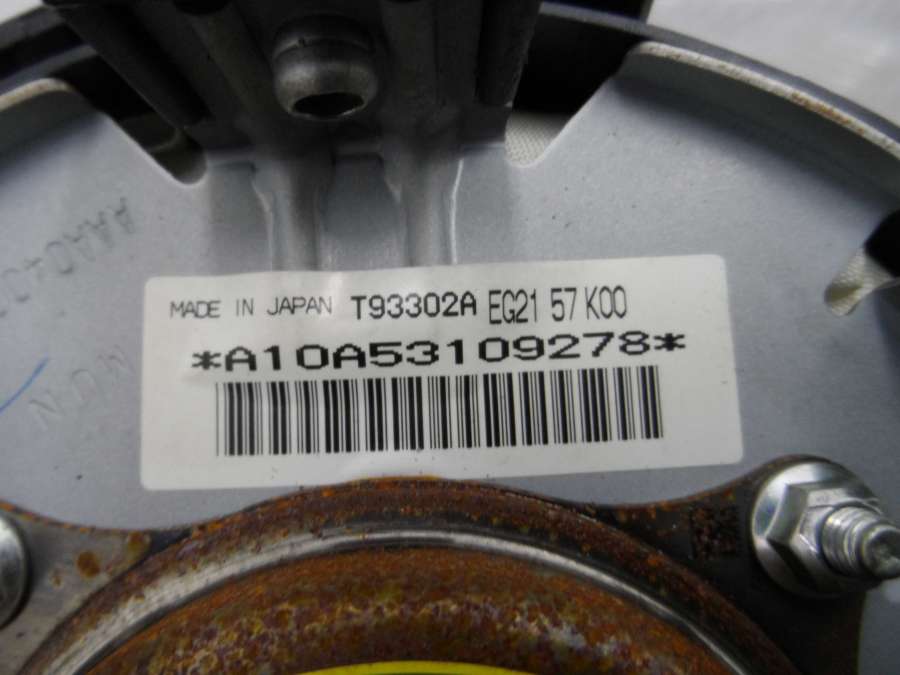 MADE IN JAPAN T93302A EG21 57 K00
*A10A53109278*